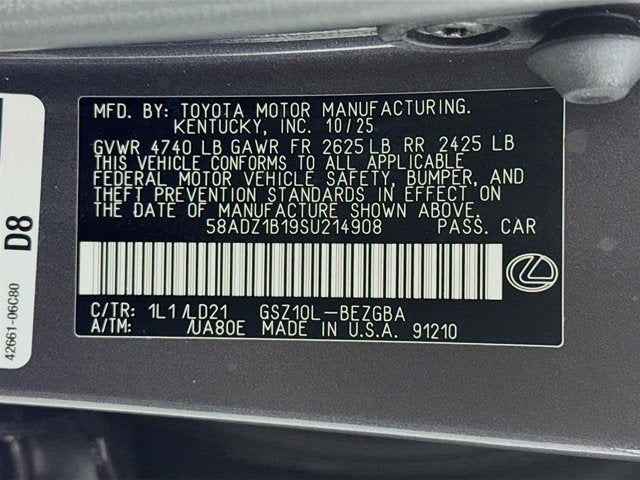 MFD. BY: TOYOTA MOTOR MANUFACTURING.
KENTUCKY, INC. 10/25
GVWR 4740 LB GAWR FR 2625 LB RR 2425 LB
THIS VEHICLE CONFORMS TO ALL APPLICABLE
FEDERAL MOTOR VEHICLE SAFETY, BUMPER, AND
THEFT PREVENTION STANDARDS IN EFFECT ON
THE DATE OF MANUFACTURE SHOWN ABOVE.
58ADZ1B19SU214908 PASS. CAR
C/TR: 1L1/LD21 GSZ10L-BEZGBA
A/TM: /UA80E MADE IN U.S.A. 91210
D8
42661-06C80